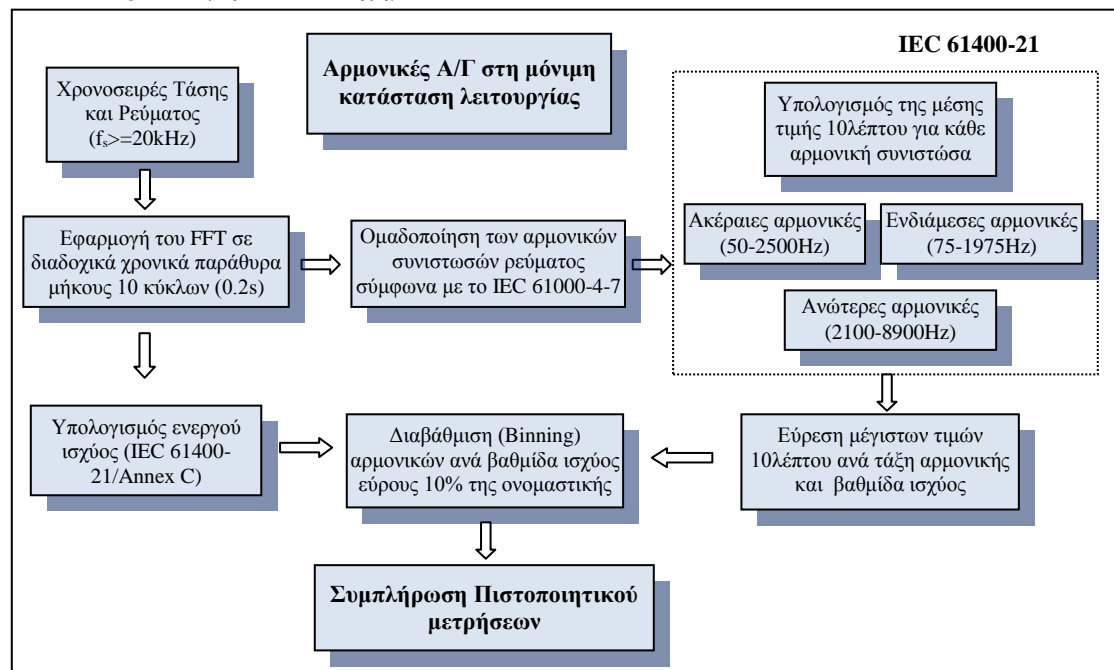 IEC 61400-21
Αρμονικές Α/Γ στη μόνιμη
κατάσταση λειτουργίας
Χρονοσειρές Τάσης
και Ρεύματος
(fs>=20kHz)
Υπολογισμός της μέσης
τιμής 10λέπτου για κάθε
αρμονική συνιστώσα
Ακέραιες αρμονικές
(50-2500Hz)
Ενδιάμεσες αρμονικές
(75-1975Hz)
Ανώτερες αρμονικές
(2100-8900Hz)
Εφαρμογή του FFT σε
διαδοχικά χρονικά παράθυρα
μήκους 10 κύκλων (0.2s)
Ομαδοποίηση των αρμονικών
συνιστωσών ρεύματος
σύμφωνα με το IEC 61000-4-7
Υπολογισμός ενεργού
ισχύος (IEC 61400-
21/Annex C)
Διαβάθμιση (Binning)
αρμονικών ανά βαθμίδα ισχύος
εύρους 10% της ονομαστικής
Εύρεση μέγιστων τιμών
10λέπτου ανά τάξη αρμονικής
και βαθμίδα ισχύος
Συμπλήρωση Πιστοποιητικού
μετρήσεων